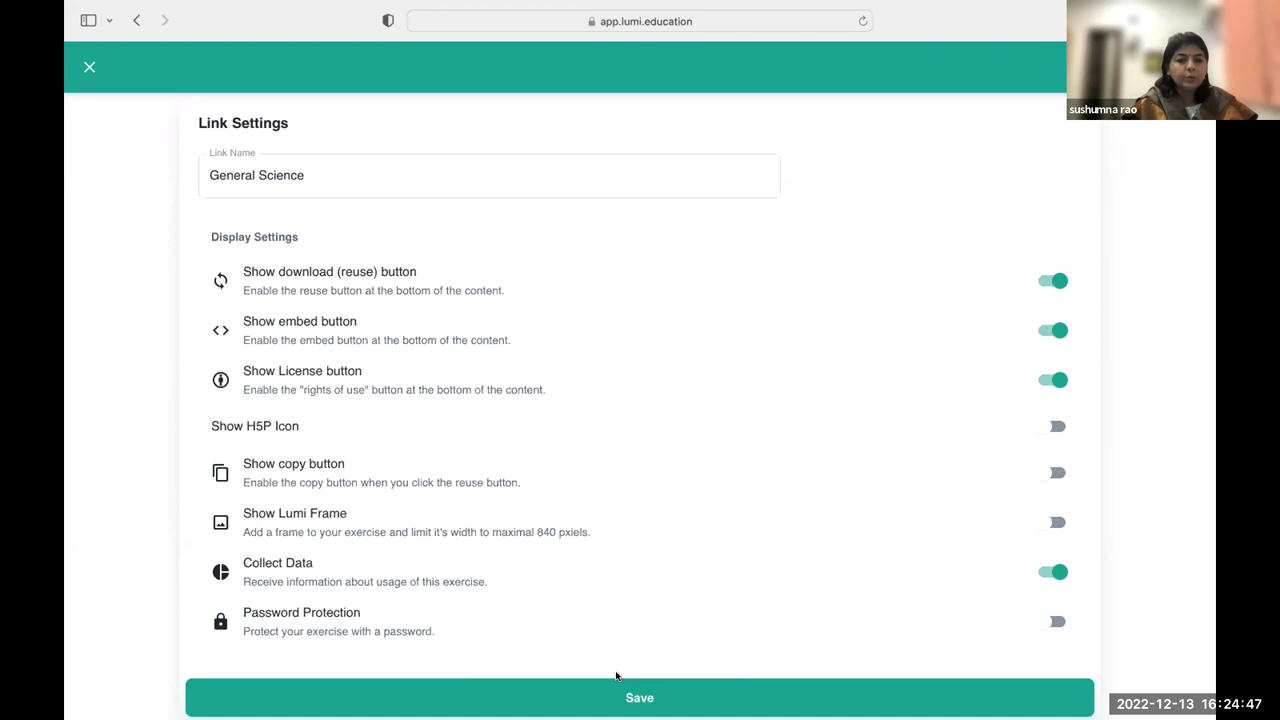 app.lumi.education
sushumna rao
Link Settings
Link Name
General Science
Display Settings
Show download (reuse) button
Enable the reuse button at the bottom of the content.
Show embed button
Enable the embed button at the bottom of the content.
Show License button
Enable the "rights of use" button at the bottom of the content.
Show H5P Icon
Show copy button
Enable the copy button when you click the reuse button.
Show Lumi Frame
Add a frame to your exercise and limit it's width to maximal 840 pxiels.
Collect Data
Receive information about usage of this exercise.
Password Protection
Protect your exercise with a password.
Save
2022-12-13 16:24:47